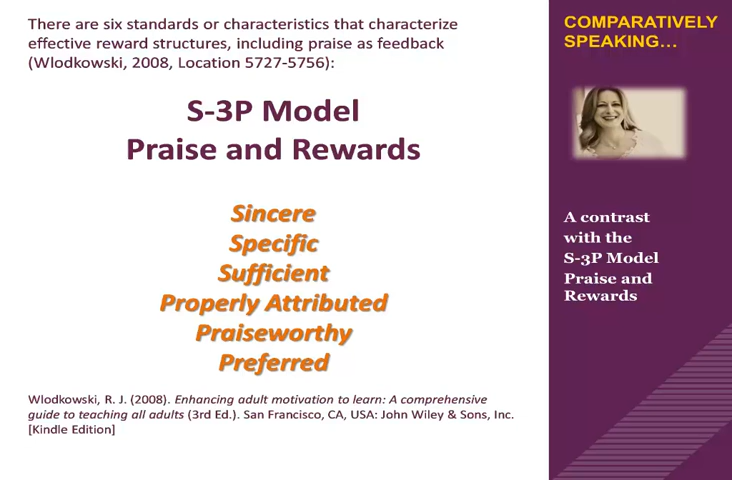 There are six standards or characteristics that characterize
effective reward structures, including praise as feedback
(Wlodkowski, 2008, Location 5727-5756):
S-3P Model
Praise and Rewards
Sincere
Specific
Sufficient
Properly Attributed
Praiseworthy
Preferred
Wlodkowski, R. J. (2008). Enhancing adult motivation to learn: A comprehensive
guide to teaching all adults (3rd Ed.). San Francisco, CA, USA: John Wiley & Sons, Inc.
[Kindle Edition]
COMPARATIVELY
SPEAKING...
A contrast
with the
S-3P Model
Praise and
Rewards